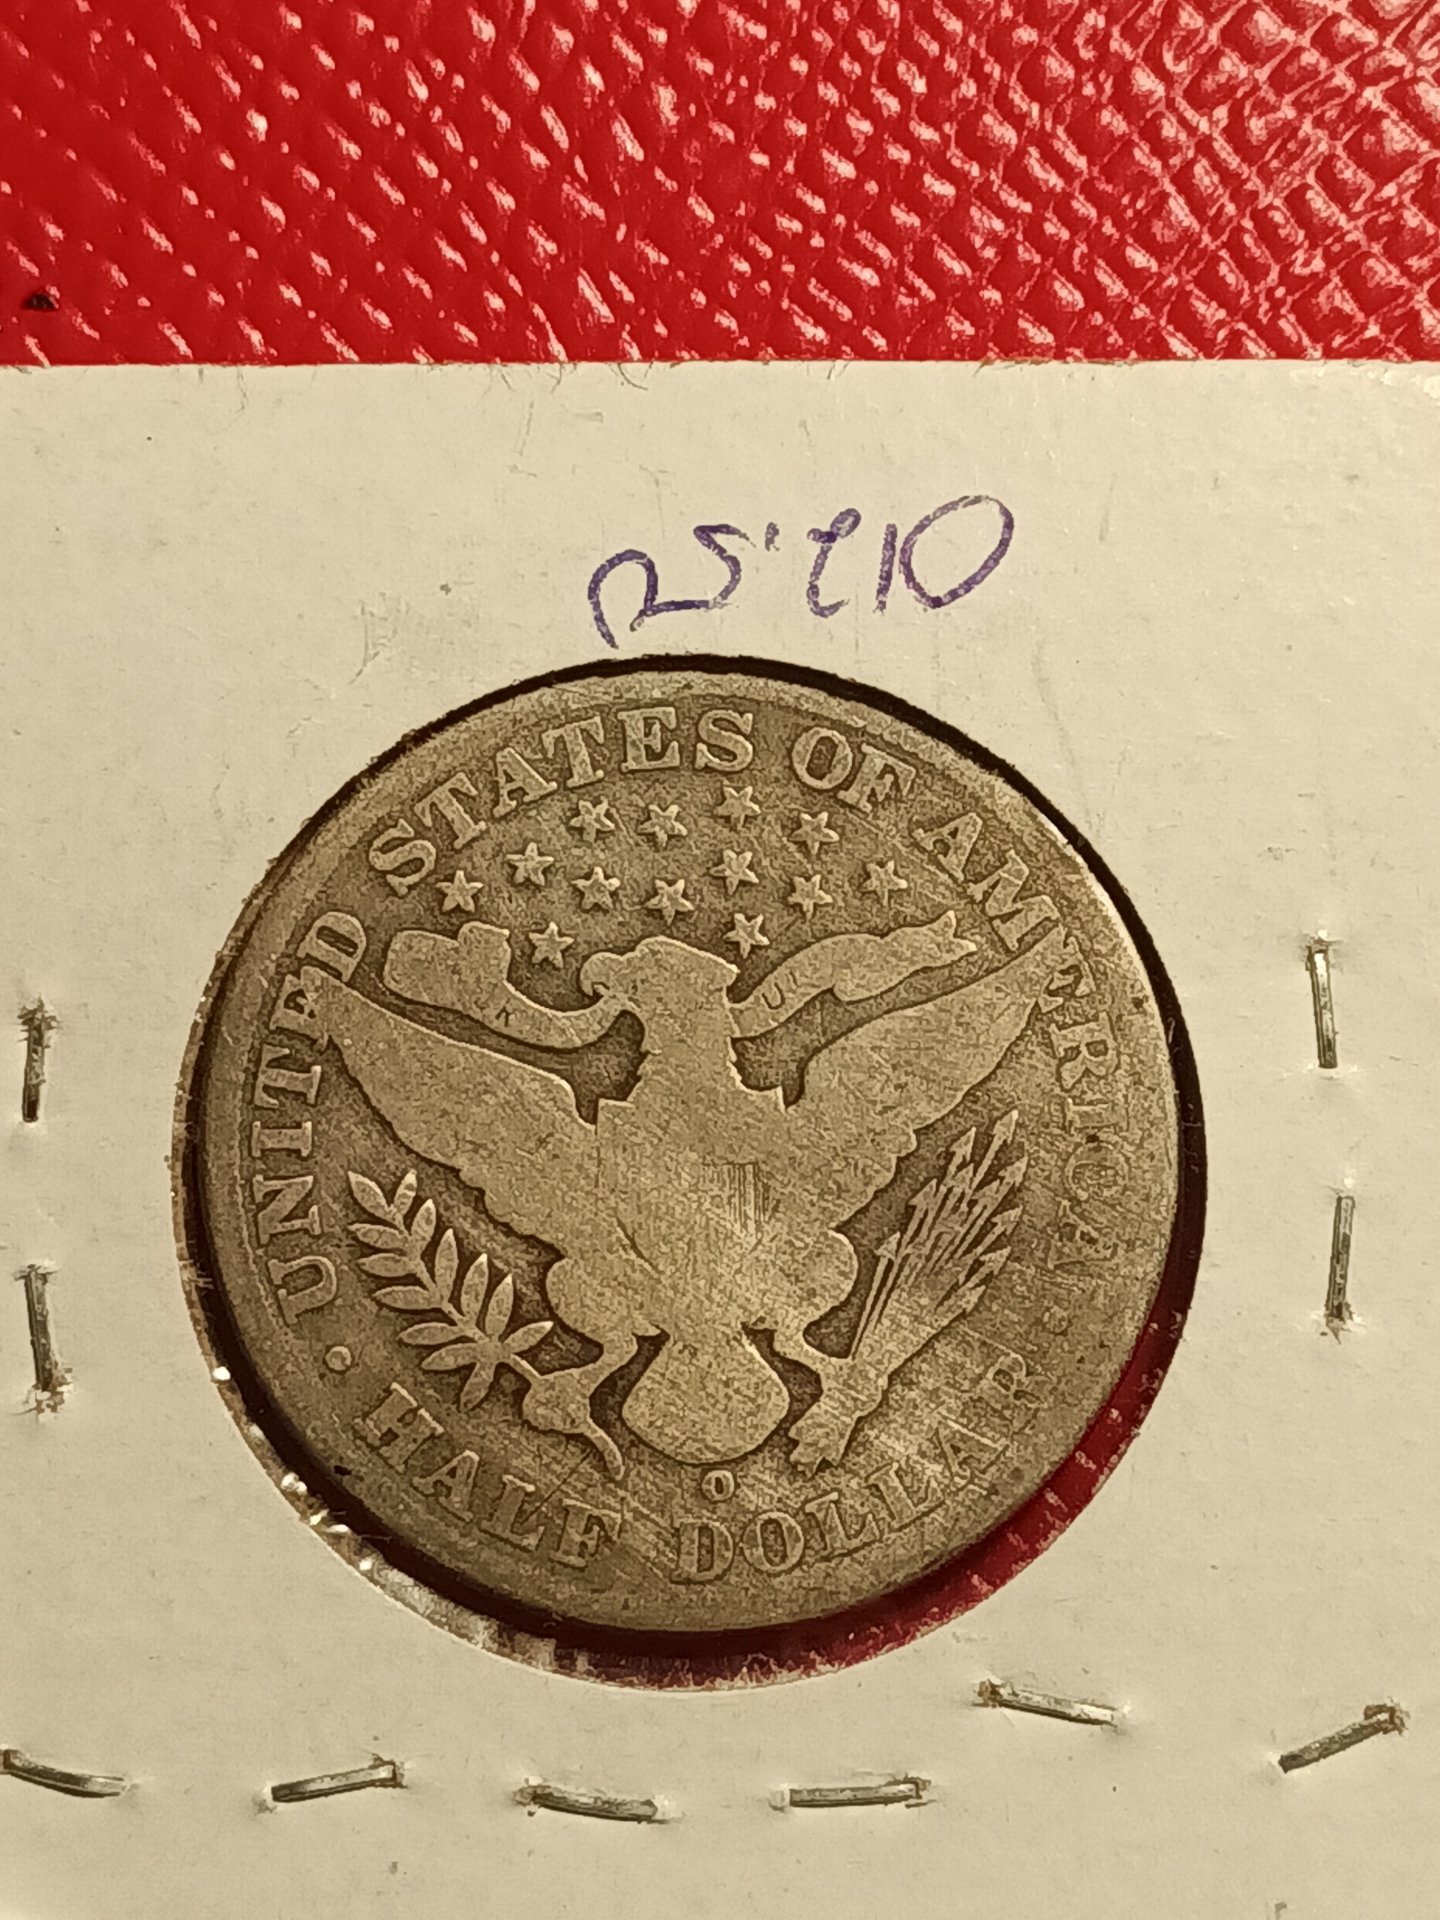 UNITED STATES OF AMERICA
HALF DOLLAR
O